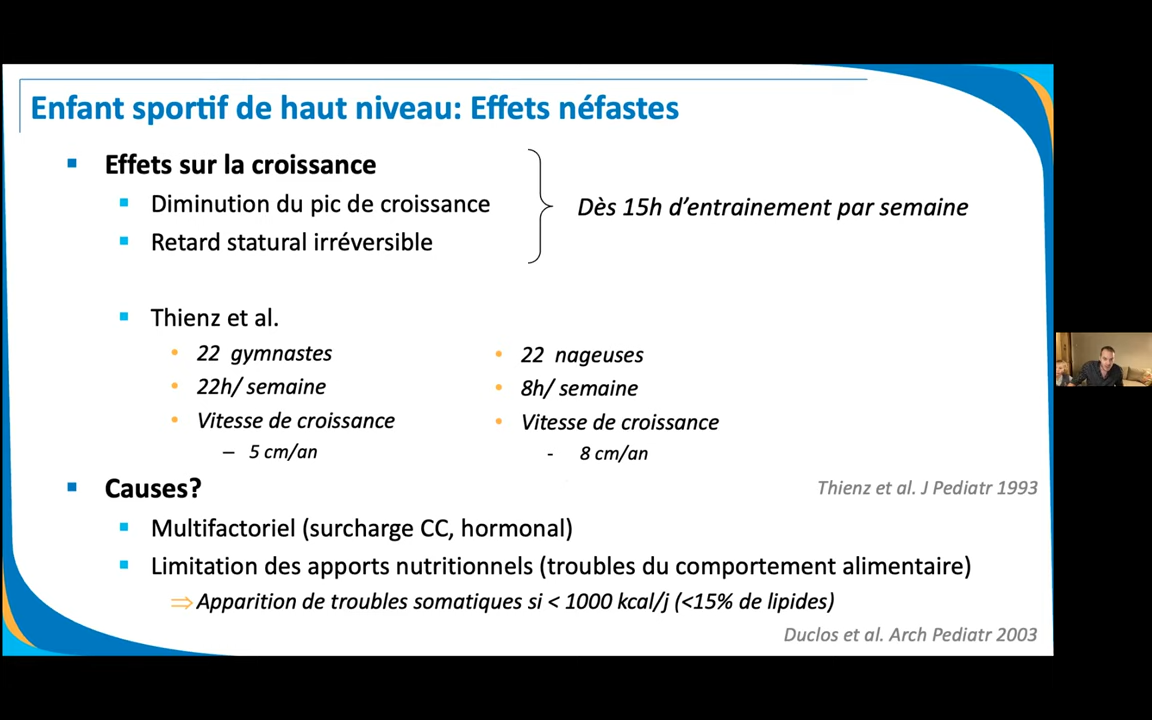 Enfant sportif de haut niveau: Effets néfastes
Effets sur la croissance
Diminution du pic de croissance
Retard statural irréversible
Dès 15h d'entrainement par semaine
Thienz et al.
22 gymnastes
22h/ semaine
Vitesse de croissance
– 5 cm/an
22 nageuses
8h/ semaine
Vitesse de croissance
- 8 cm/an
Thienz et al. J Pediatr 1993
Causes?
Multifactoriel (surcharge CC, hormonal)
Limitation des apports nutritionnels (troubles du comportement alimentaire)
⇒ Apparition de troubles somatiques si < 1000 kcal/j (<15% de lipides)
Duclos et al. Arch Pediatr 2003